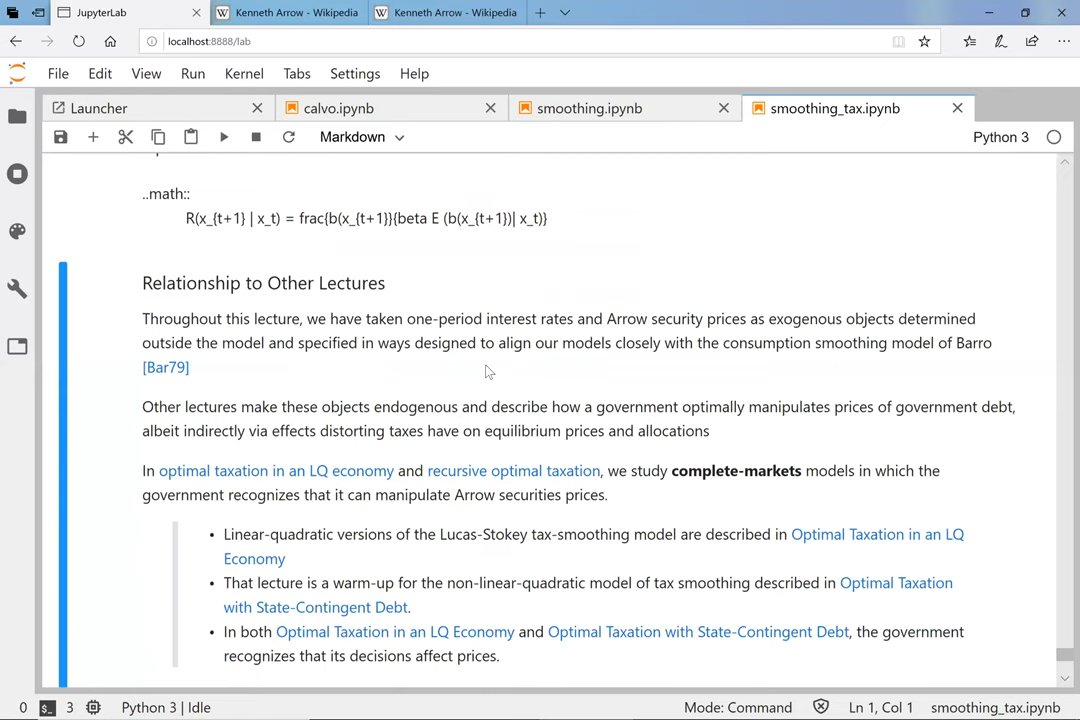 JupyterLab
Kenneth Arrow - Wikipedia
Kenneth Arrow - Wikipedia
localhost:8888/lab
File Edit View Run Kernel Tabs Settings Help
Launcher
calvo.ipynb
smoothing.ipynb
smoothing_tax.ipynb
Markdown
Python 3
..math::
R(x_{t+1} | x_t) = frac{b(x_{t+1}}{beta E (b(x_{t+1})| x_t)}
Relationship to Other Lectures
Throughout this lecture, we have taken one-period interest rates and Arrow security prices as exogenous objects determined
outside the model and specified in ways designed to align our models closely with the consumption smoothing model of Barro
[Bar79]
Other lectures make these objects endogenous and describe how a government optimally manipulates prices of government debt,
albeit indirectly via effects distorting taxes have on equilibrium prices and allocations
In optimal taxation in an LQ economy and recursive optimal taxation, we study complete-markets models in which the
government recognizes that it can manipulate Arrow securities prices.
• Linear-quadratic versions of the Lucas-Stokey tax-smoothing model are described in Optimal Taxation in an LQ
Economy
• That lecture is a warm-up for the non-linear-quadratic model of tax smoothing described in Optimal Taxation
with State-Contingent Debt.
• In both Optimal Taxation in an LQ Economy and Optimal Taxation with State-Contingent Debt, the government
recognizes that its decisions affect prices.
0 $_ 3 Python 3 | Idle Mode: Command Ln 1, Col 1 smoothing_tax.ipynb